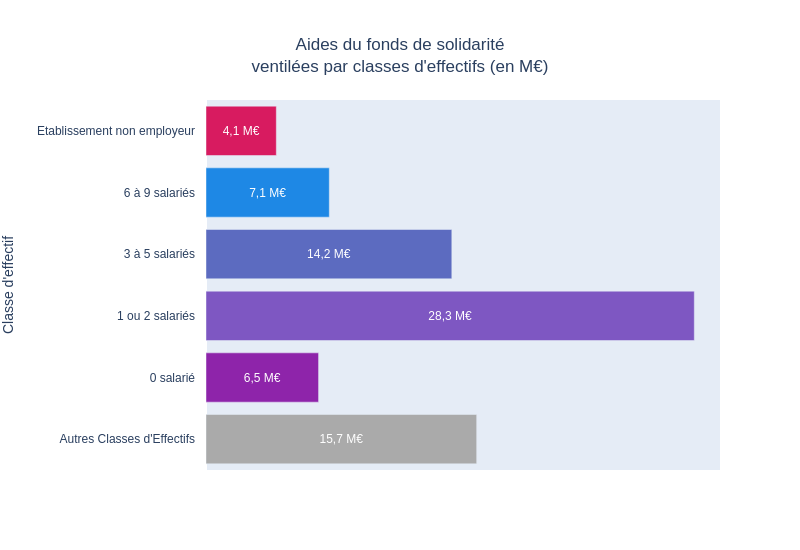 Aides du fonds de solidarité
ventilées par classes d'effectifs (en M€)
Classe d'effectif
Etablissement non employeur
4,1 M€
6 à 9 salariés
7,1 M€
3 à 5 salariés
14,2 M€
1 ou 2 salariés
28,3 M€
0 salarié
6,5 M€
Autres Classes d'Effectifs
15,7 M€